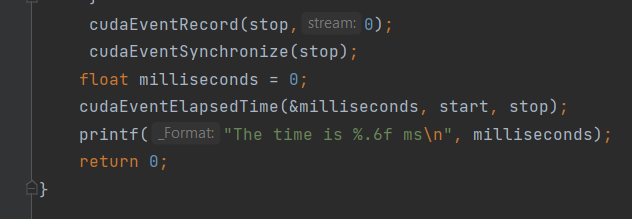 }
cudaEventRecord(stop, stream: 0);
cudaEventSynchronize(stop);
float milliseconds = 0;
cudaEventElapsedTime(&milliseconds, start, stop);
printf( _Format: "The time is %.6f ms\n", milliseconds);
return 0;
}